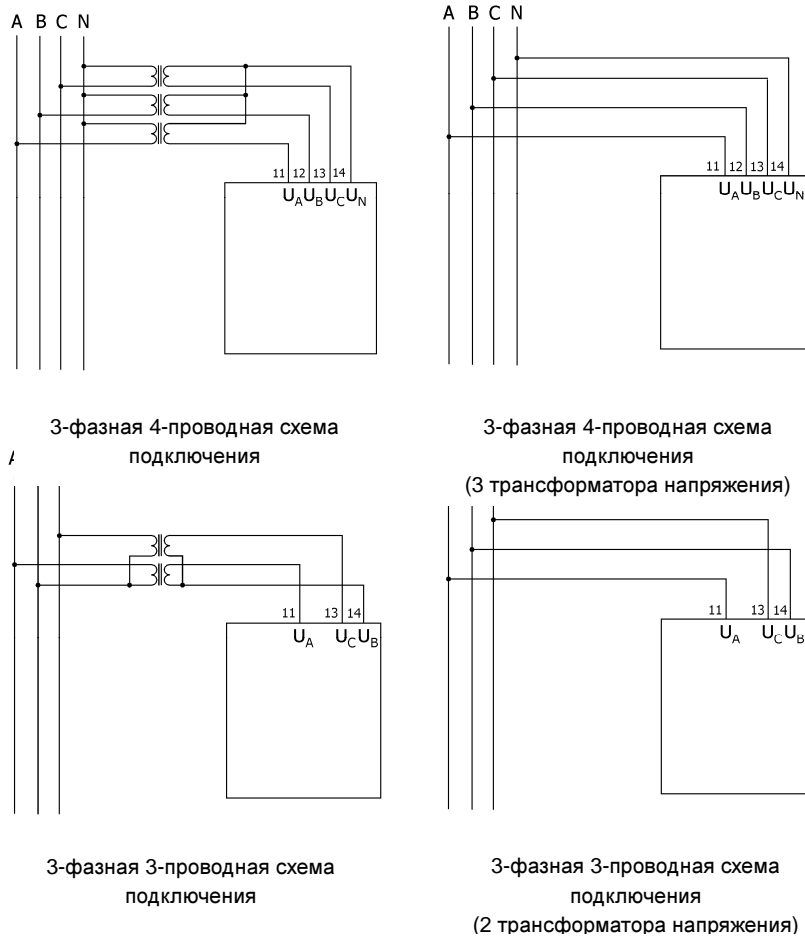 A B C N
11 12 13 14
U_A U_B U_C U_N
3-фазная 4-проводная схема
подключения
A B C N
11 12 13 14
U_A U_B U_C U_N
3-фазная 4-проводная схема
подключения
(3 трансформатора напряжения)
11 13 14
U_A U_C U_B
3-фазная 3-проводная схема
подключения
11 13 14
U_A U_C U_B
3-фазная 3-проводная схема
подключения
(2 трансформатора напряжения)